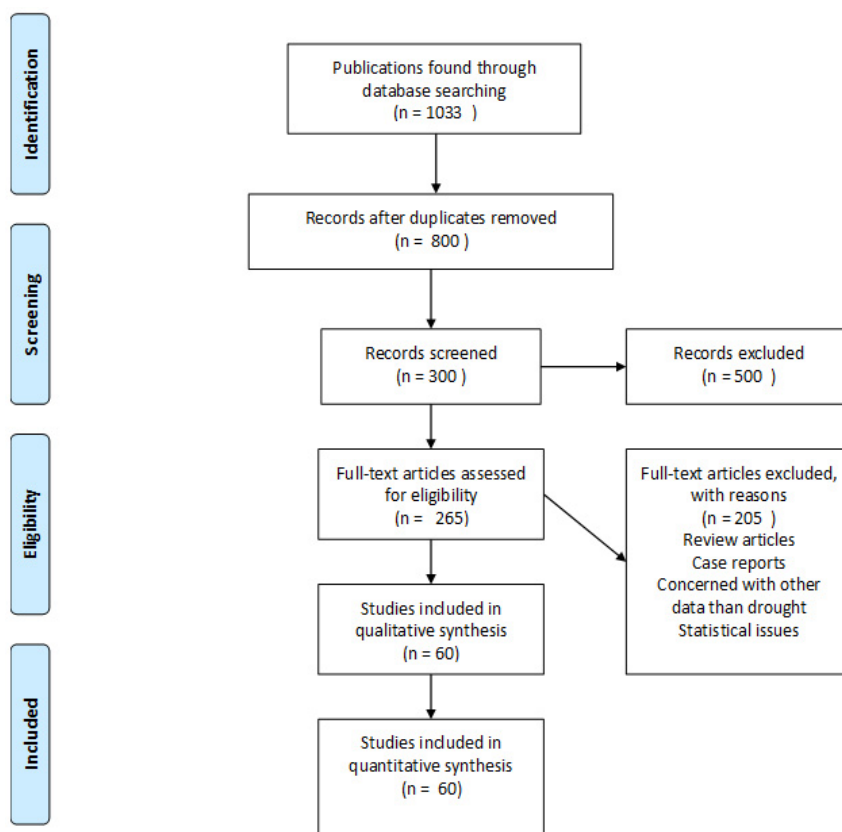 Identification
Publications found through
database searching
(n = 1033 )
Records after duplicates removed
(n = 800)
Screening
Records screened
(n = 300 )
Records excluded
(n = 500 )
Eligibility
Full-text articles assessed
for eligibility
(n = 265)
Full-text articles excluded,
with reasons
(n = 205 )
Review articles
Case reports
Concerned with other
data than drought
Statistical issues
Studies included in
qualitative synthesis
(n = 60)
Included
Studies included in
quantitative synthesis
(n = 60)